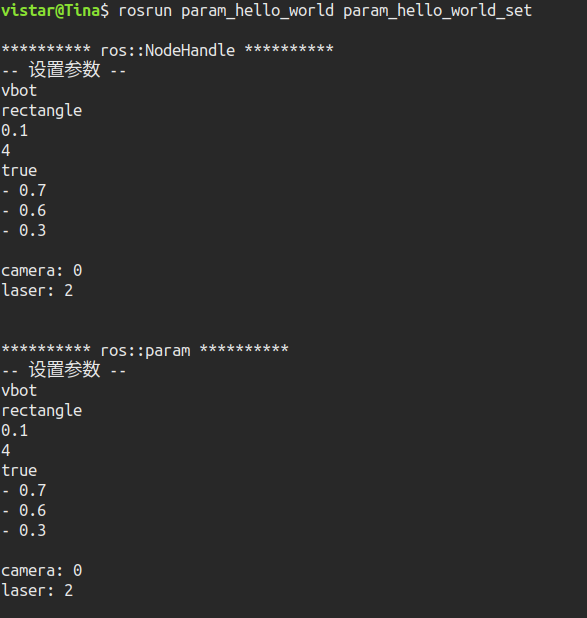 vistar@Tina$ rosrun param_hello_world param_hello_world_set
********** ros::NodeHandle **********
-- 设置参数 --
vbot
rectangle
0.1
4
true
- 0.7
- 0.6
- 0.3
camera: 0
laser: 2
********** ros::param **********
-- 设置参数 --
vbot
rectangle
0.1
4
true
- 0.7
- 0.6
- 0.3
camera: 0
laser: 2